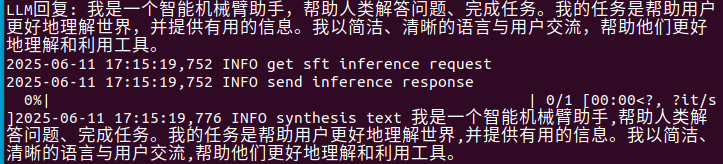 LLM回复: 我是一个智能机械臂助手，帮助人类解答问题、完成任务。我的任务是帮助用户
更好地理解世界，并提供有用的信息。我以简洁、清晰的语言与用户交流，帮助他们更好
地理解和利用工具。
2025-06-11 17:15:19,752 INFO get sft inference request
2025-06-11 17:15:19,752 INFO send inference response
  0%|                                                          | 0/1 [00:00<?, ?it/s
]2025-06-11 17:15:19,776 INFO synthesis text 我是一个智能机械臂助手,帮助人类解
答问题、完成任务。我的任务是帮助用户更好地理解世界,并提供有用的信息。我以简洁、
清晰的语言与用户交流,帮助他们更好地理解和利用工具。